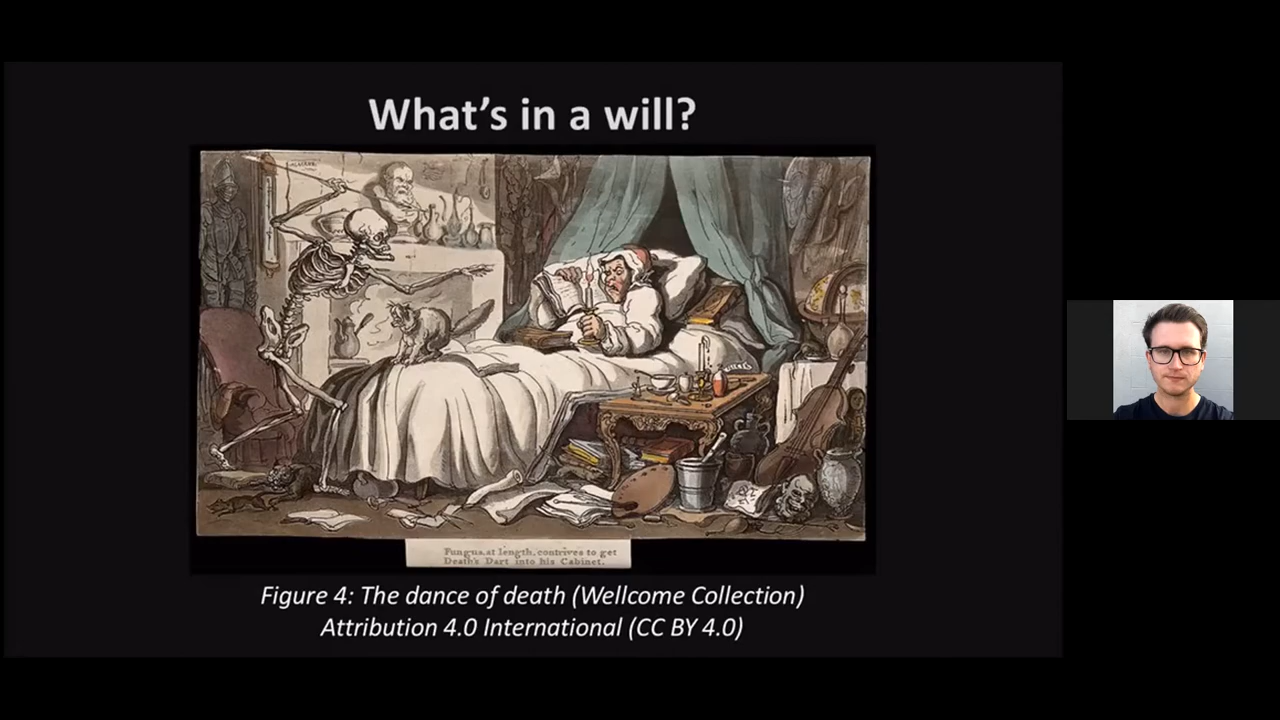 What's in a will?
Fungus, at length, contrives to get
Death's Dart into his Cabinet.
Figure 4: The dance of death (Wellcome Collection)
Attribution 4.0 International (CC BY 4.0)